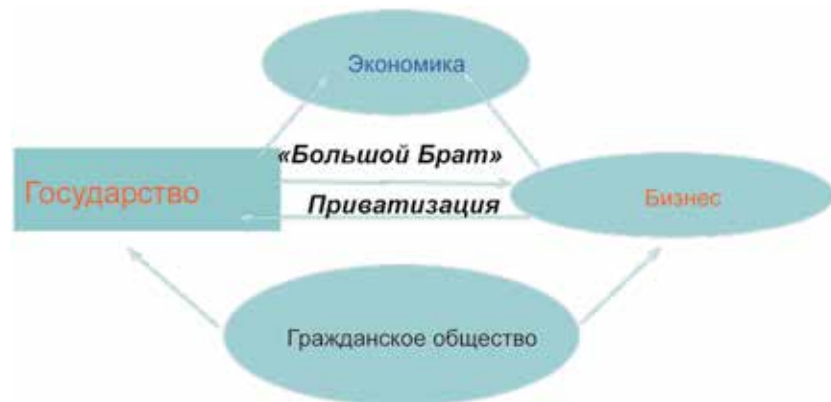 Экономика
«Большой Брат»
Государство
Приватизация
Бизнес
Гражданское общество